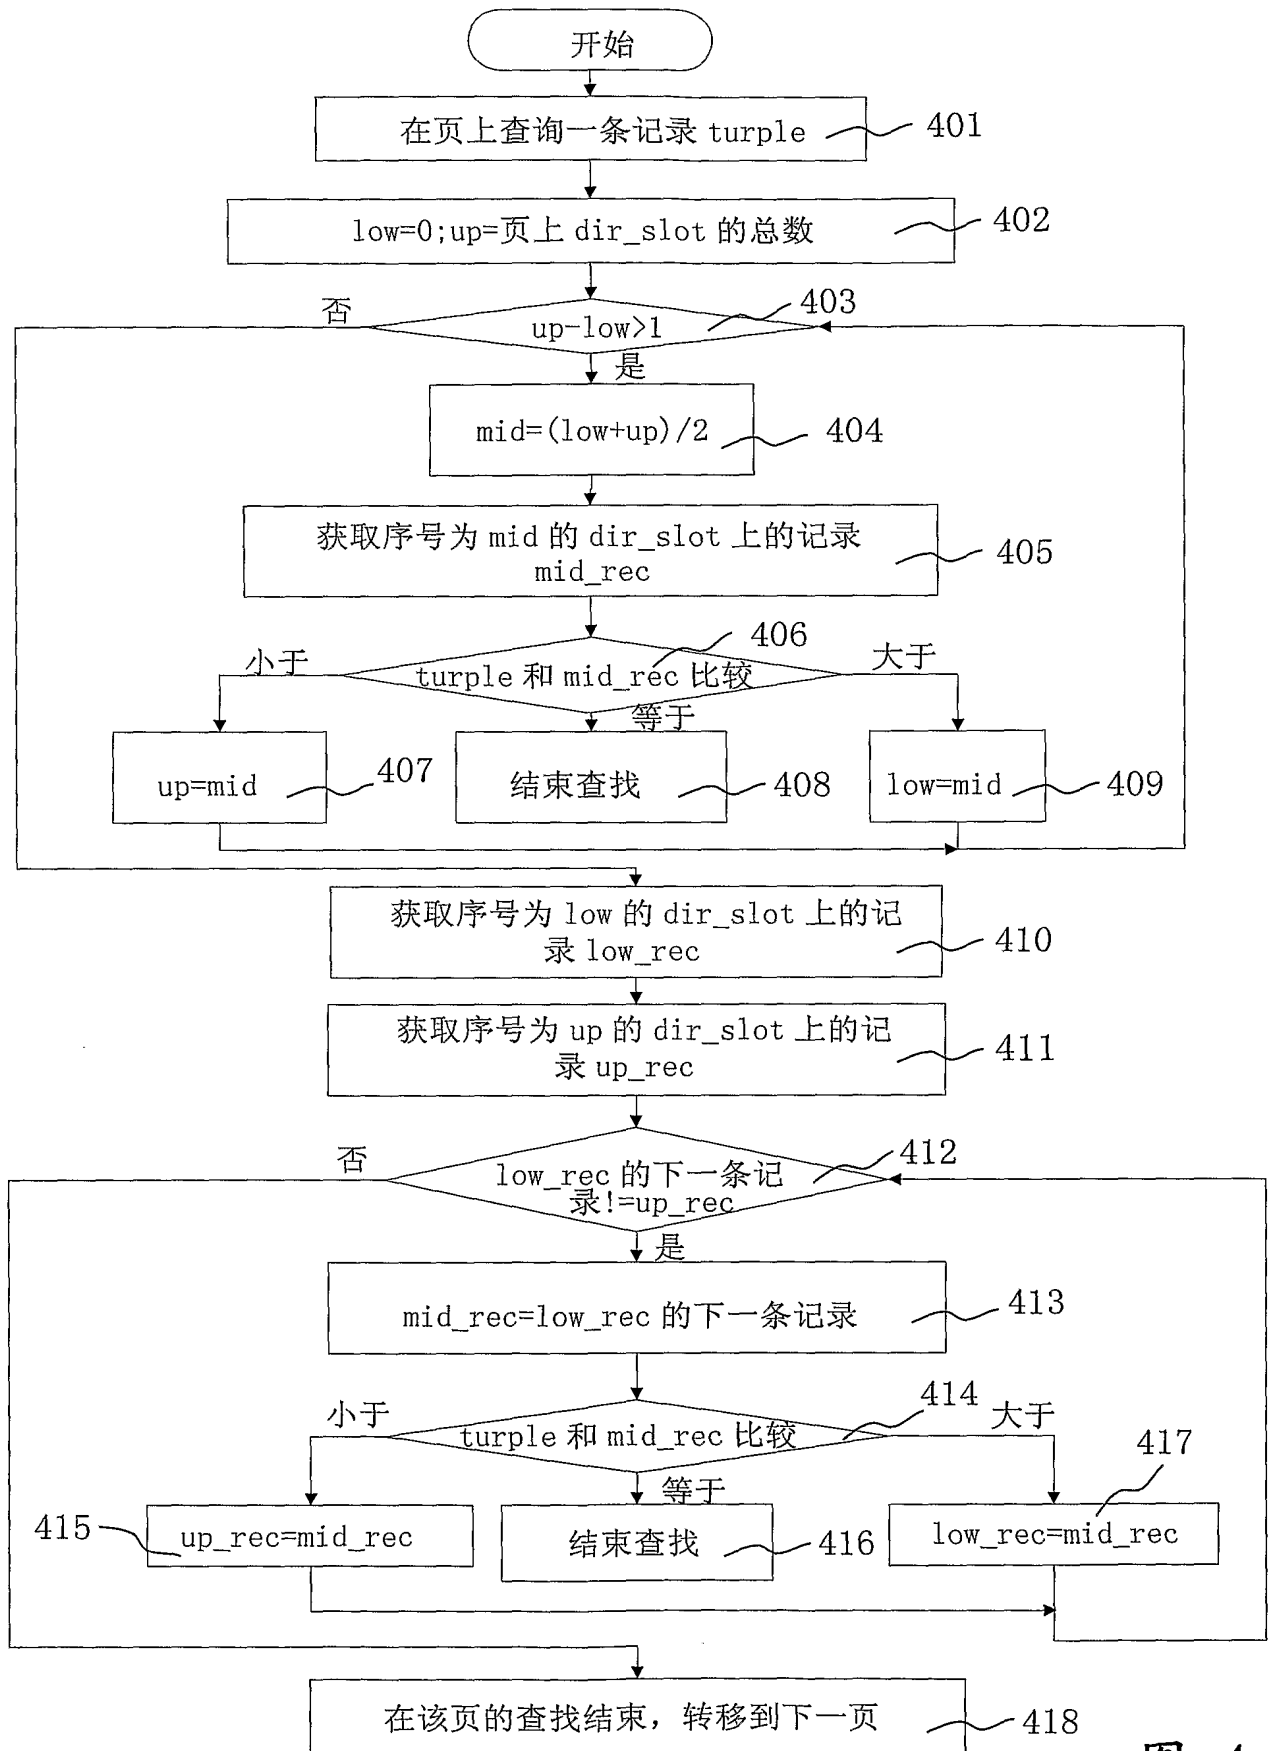 开始
在页上查询一条记录 turple
401
low=0;up=页上 dir_slot 的总数
402
403
否
up-low>1
是
mid=(low+up)/2
404
获取序号为 mid 的 dir_slot 上的记录
mid_rec
405
406
小于
大于
turple 和 mid_rec 比较
等于
up=mid
407
结束查找
408
low=mid
409
获取序号为 low 的 dir_slot 上的记
录 low_rec
410
获取序号为 up 的 dir_slot 上的记
录 up_rec
411
否
412
low_rec 的下一条记
录!=up_rec
是
mid_rec=low_rec 的下一条记录
413
414
小于
大于
turple 和 mid_rec 比较
等于
417
415
up_rec=mid_rec
结束查找
416
low_rec=mid_rec
在该页的查找结束，转移到下一页
418